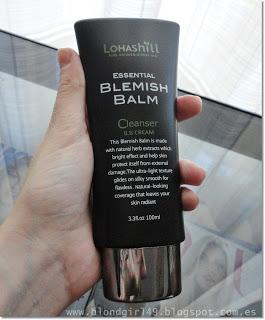 LOHAShill
ESSENTIAL
BLEMISH
BALM
Cleanser
B.B CREAM
This Blemish Balm is made
with natural herb extracts which
bright effect and help skin
protect itself from external
damage.The ultra-light texture
glides on silky smooth for
flawless. Natural-looking
coverage that leaves your
skin radiant
3.3fl.oz 100ml
www.blondgirl49.blogspot.com.es